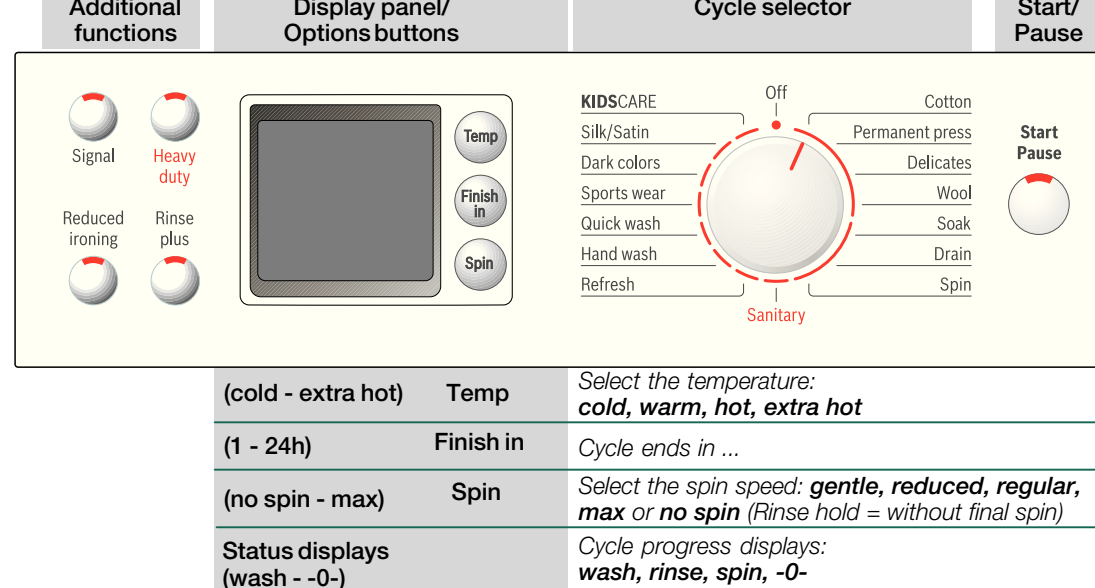 Additional
functions
Display panel/
Options buttons
Cycle selector
Start/
Pause
Signal
Heavy
duty
Reduced
ironing
Rinse
plus
Temp
Finish
in
Spin
Off
KIDSCARE
Silk/Satin
Dark colors
Sports wear
Quick wash
Hand wash
Refresh
Cotton
Permanent press
Delicates
Wool
Soak
Drain
Spin
Sanitary
Start
Pause
(cold - extra hot) Temp
Select the temperature:
cold, warm, hot, extra hot
(1 - 24h) Finish in
Cycle ends in ...
(no spin - max) Spin
Select the spin speed: gentle, reduced, regular,
max or no spin (Rinse hold = without final spin)
Status displays
(wash - -0-)
Cycle progress displays:
wash, rinse, spin, -0-